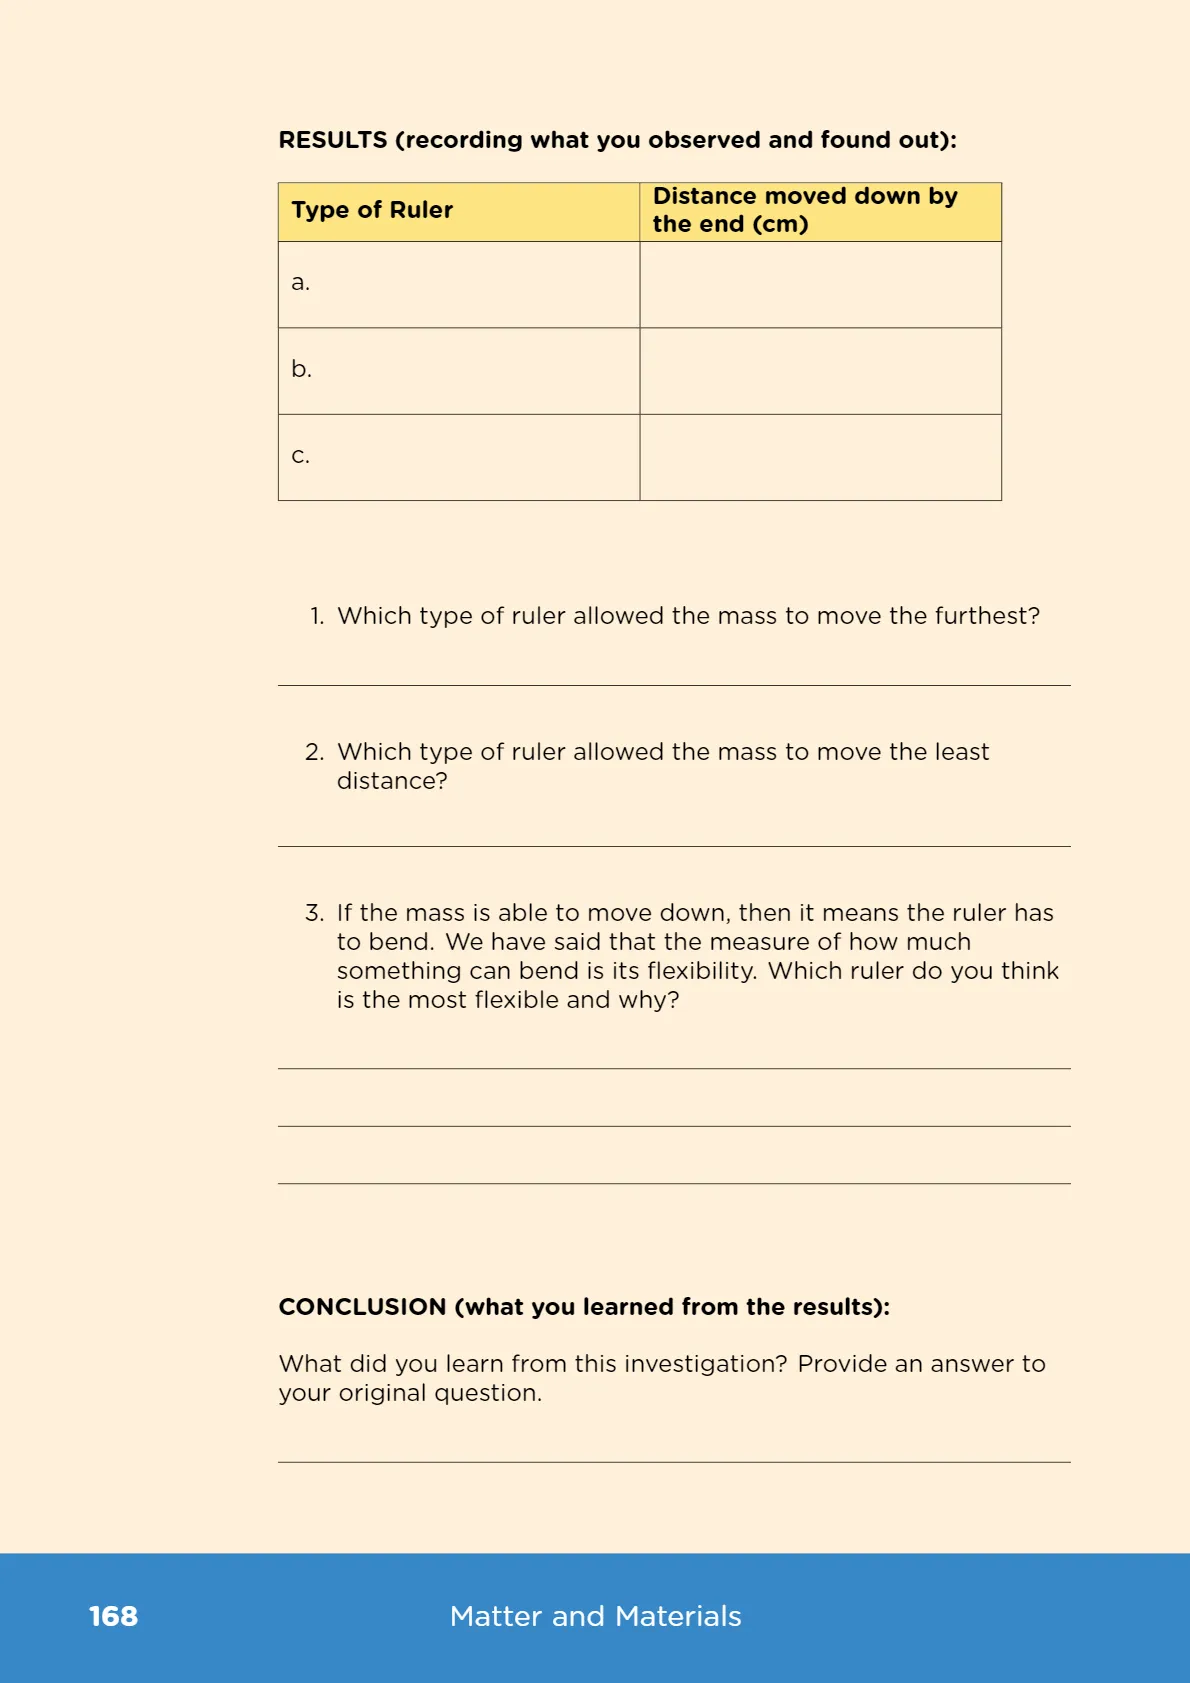 RESULTS (recording what you observed and found out):
Type of Ruler
Distance moved down by
the end (cm)
a.
b.
c.
1. Which type of ruler allowed the mass to move the furthest?
2. Which type of ruler allowed the mass to move the least
distance?
3. If the mass is able to move down, then it means the ruler has
to bend. We have said that the measure of how much
something can bend is its flexibility. Which ruler do you think
is the most flexible and why?
CONCLUSION (what you learned from the results):
What did you learn from this investigation? Provide an answer to
your original question.
168
Matter and Materials